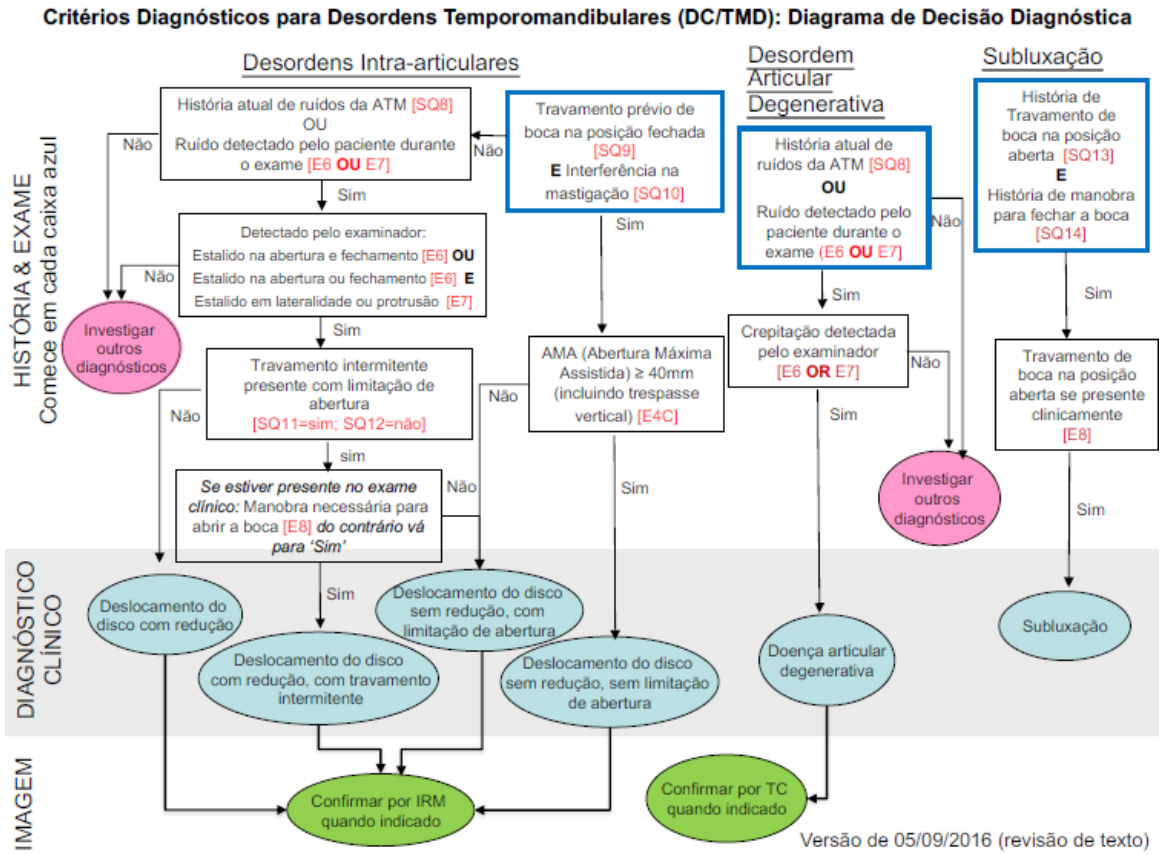 Critérios Diagnósticos para Desordens Temporomandibulares (DC/TMD): Diagrama de Decisão Diagnóstica
Desordens Intra-articulares
Desordem
Articular
Degenerativa
Subluxação
HISTÓRIA & EXAME
Comece em cada caixa azul
História atual de ruídos da ATM [SQ8]
OU
Ruído detectado pelo paciente durante
o exame [E6 OU E7]
Não
Sim
Não
Travamento prévio de
boca na posição fechada
[SQ9]
E Interferência na
mastigação [SQ10]
Sim
Detectado pelo examinador:
Estalido na abertura e fechamento [E6] OU
Estalido na abertura ou fechamento [E6] E
Estalido em lateralidade ou protrusão [E7]
Não
Sim
Investigar
outros
diagnósticos
Travamento intermitente
presente com limitação de
abertura
[SQ11=sim; SQ12=não]
Não
sim
Se estiver presente no exame
clínico: Manobra necessária para
abrir a boca [E8] do contrário vá
para ‘Sim’
Não
Sim
AMA (Abertura Máxima
Assistida) ≥ 40mm
(incluindo trespasse
vertical) [E4C]
Não
Sim
História atual de
ruídos da ATM [SQ8]
OU
Ruído detectado pelo
paciente durante o
exame (E6 OU E7]
Não
Sim
Crepitação detectada
pelo examinador
[E6 OR E7]
Não
Sim
Investigar
outros
diagnósticos
História de
Travamento de
boca na posição
aberta [SQ13]
E
História de manobra
para fechar a boca
[SQ14]
Sim
Travamento de
boca na posição
aberta se presente
clinicamente
[E8]
Sim
DIAGNÓSTICO
CLÍNICO
Deslocamento do
disco com redução
Deslocamento do disco
com redução, com
travamento
intermitente
Deslocamento do disco
sem redução, com
limitação de abertura
Deslocamento do disco
sem redução, sem
limitação de
abertura
Doença articular
degenerativa
Subluxação
IMAGEM
Confirmar por IRM
quando indicado
Confirmar por TC
quando indicado
Versão de 05/09/2016 (revisão de texto)